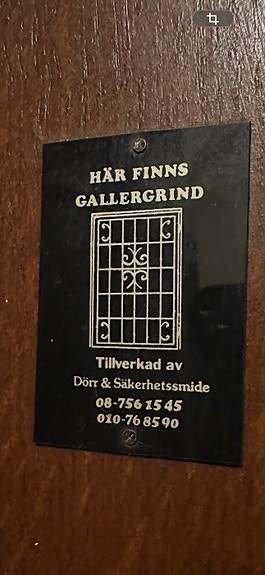 HÄR FINNS
GALLERGRIND
Tillverkad av
Dörr & Säkerhetssmide
08-756 15 45
010-76 85 90